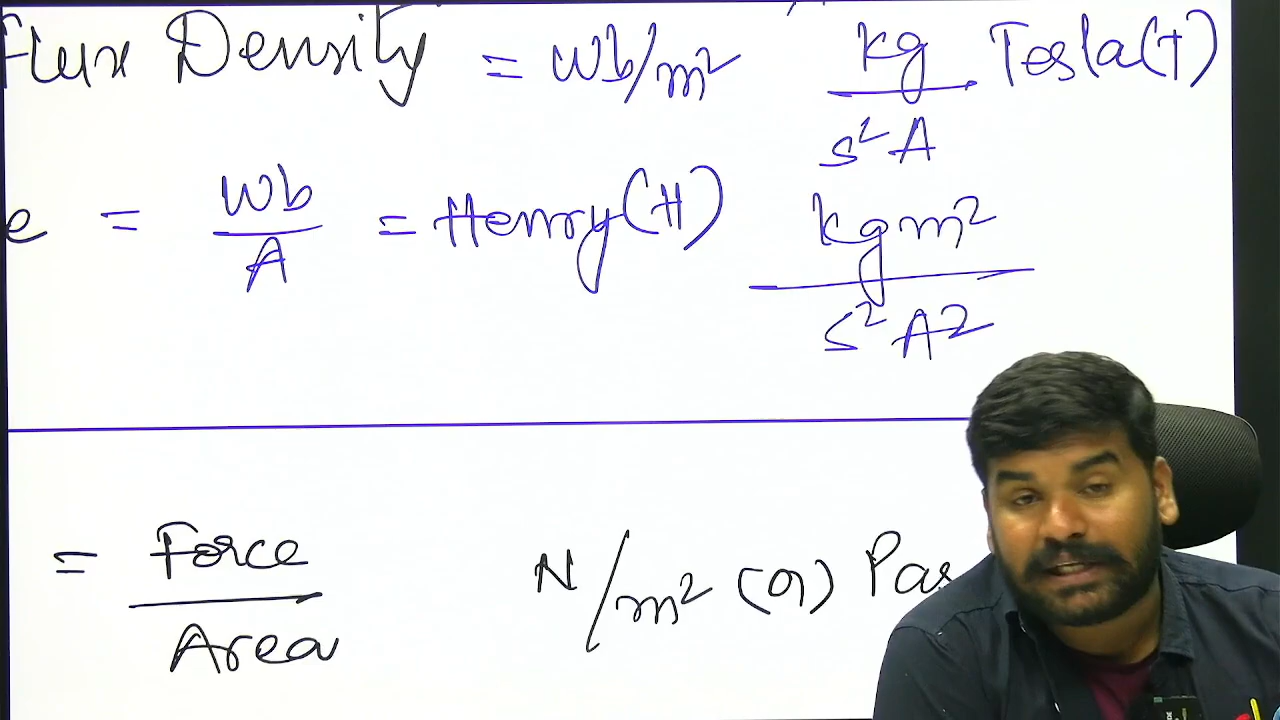 Flux Density = Wb/m² kg/s²A Tesla(T)
e = Wb/A = Henry(H) kgm²/s²A2
= Force/Area N/m² (or) Pas